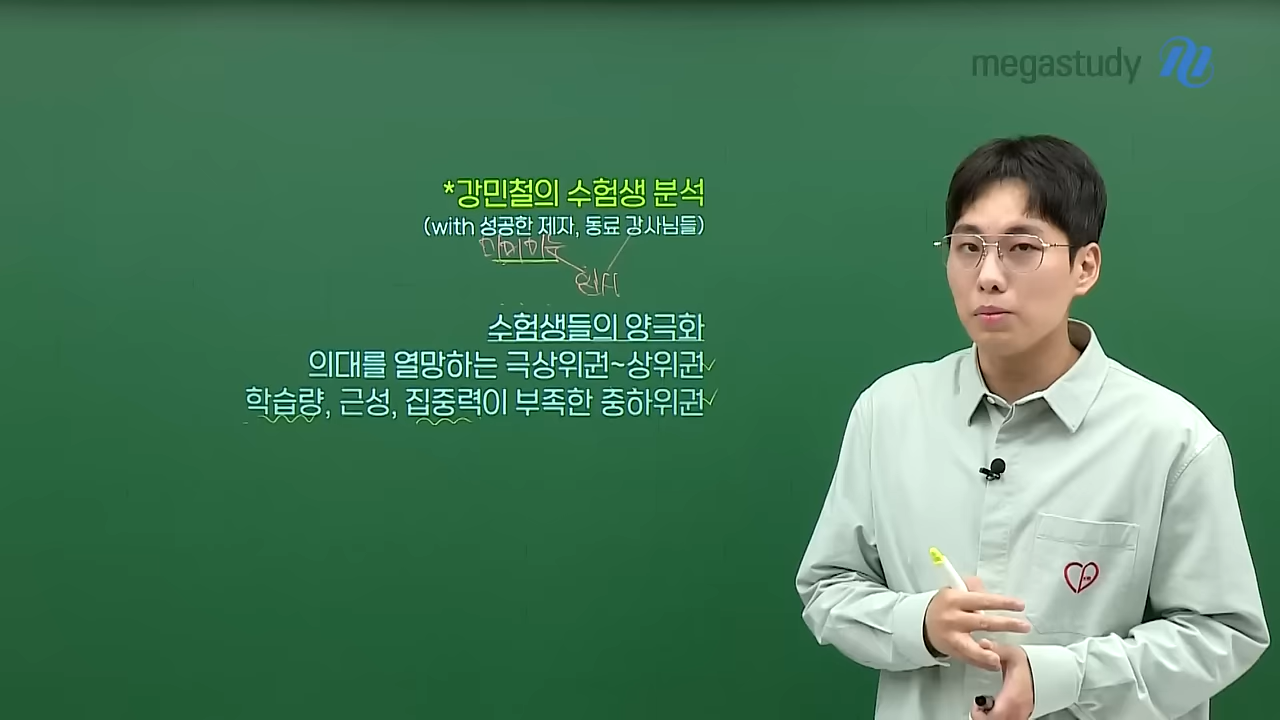 megastudy
*강민철의 수험생 분석
(with 성공한 제자, 동료 강사님들)
수험생들의 양극화
의대를 열망하는 극상위권~상위권
학습량, 근성, 집중력이 부족한 중하위권